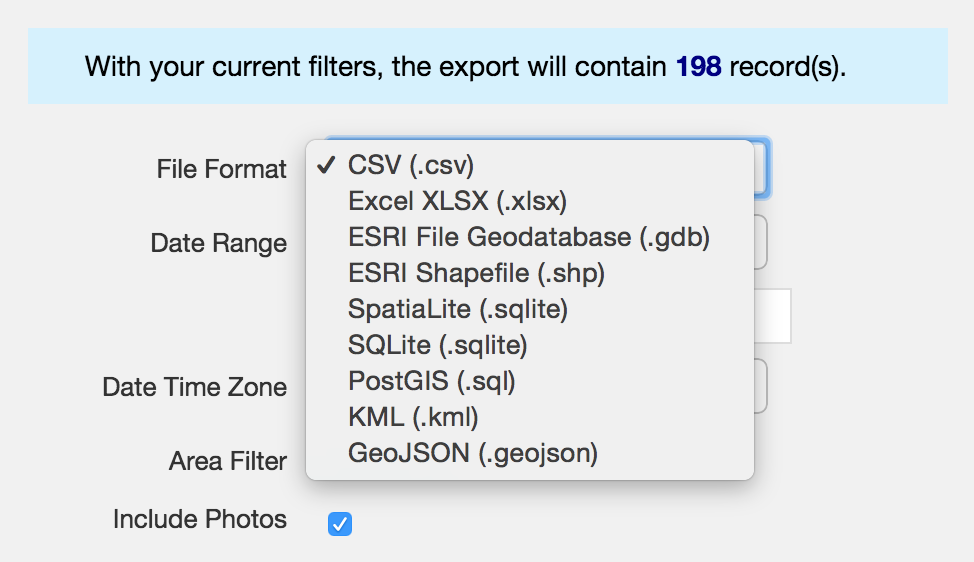 With your current filters, the export will contain 198 record(s).
File Format
✓ CSV (.csv)
Excel XLSX (.xlsx)
ESRI File Geodatabase (.gdb)
ESRI Shapefile (.shp)
SpatiaLite (.sqlite)
SQLite (.sqlite)
PostGIS (.sql)
KML (.kml)
GeoJSON (.geojson)
Date Range
Date Time Zone
Area Filter
Include Photos